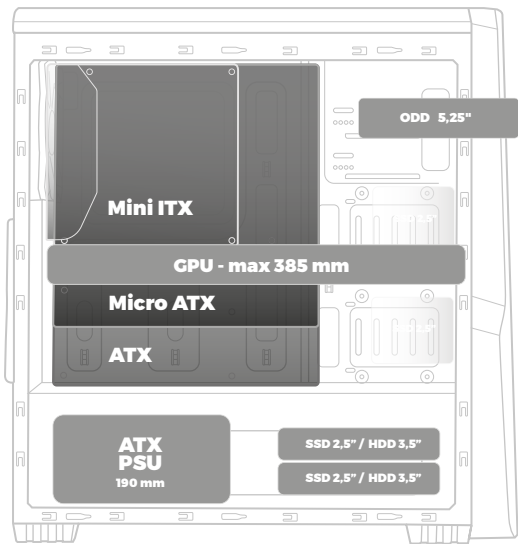 ODD 5,25"
Mini ITX
GPU - max 385 mm
Micro ATX
ATX
ATX
PSU
190 mm
SSD 2,5" / HDD 3,5"
SSD 2,5" / HDD 3,5"